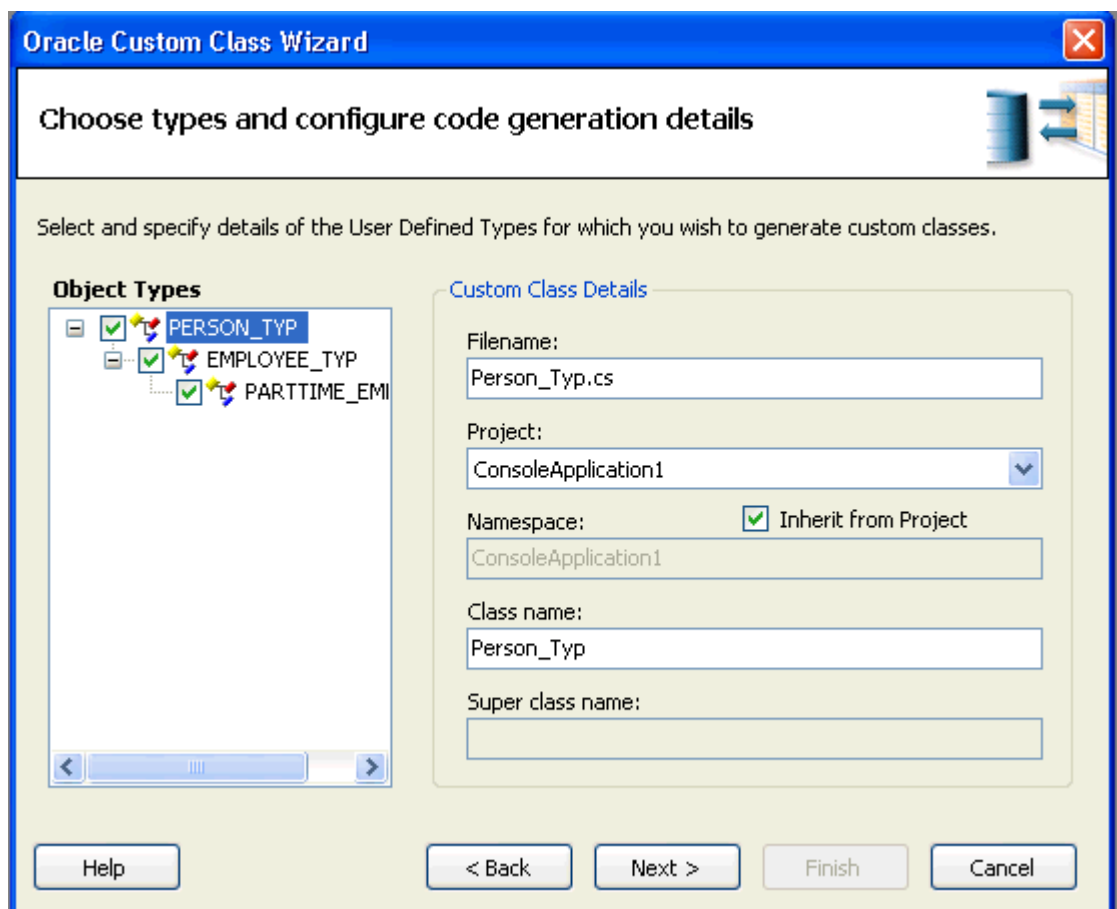 Oracle Custom Class Wizard
Choose types and configure code generation details
Select and specify details of the User Defined Types for which you wish to generate custom classes.
Object Types
PERSON_TYP
EMPLOYEE_TYP
PARTTIME_EM
Custom Class Details
Filename:
Person_Typ.cs
Project:
ConsoleApplication1
Namespace:
Inherit from Project
ConsoleApplication1
Class name:
Person_Typ
Super class name:
Help
< Back
Next >
Finish
Cancel